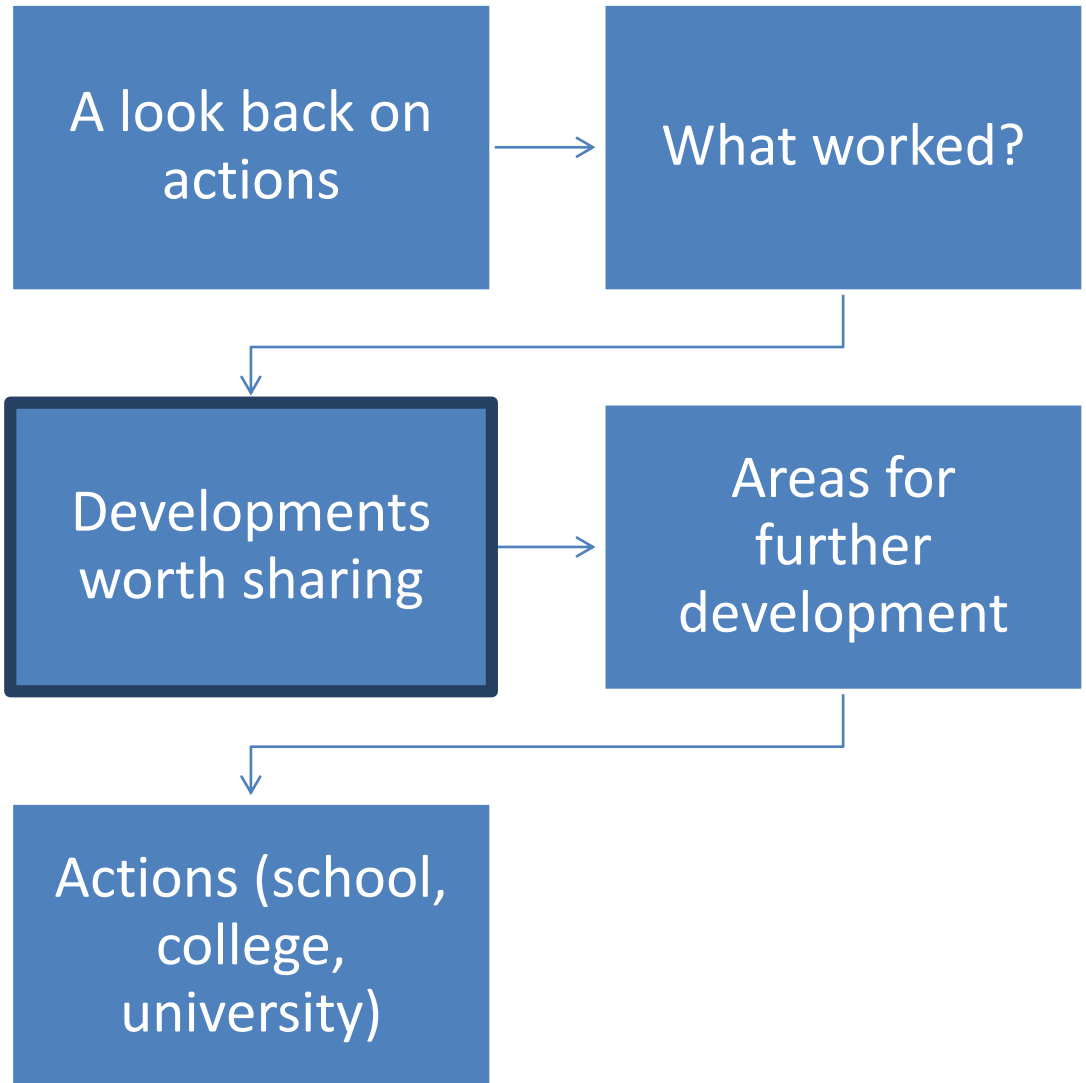 A look back on
actions
What worked?
Developments
worth sharing
Areas for
further
development
Actions (school,
college,
university)